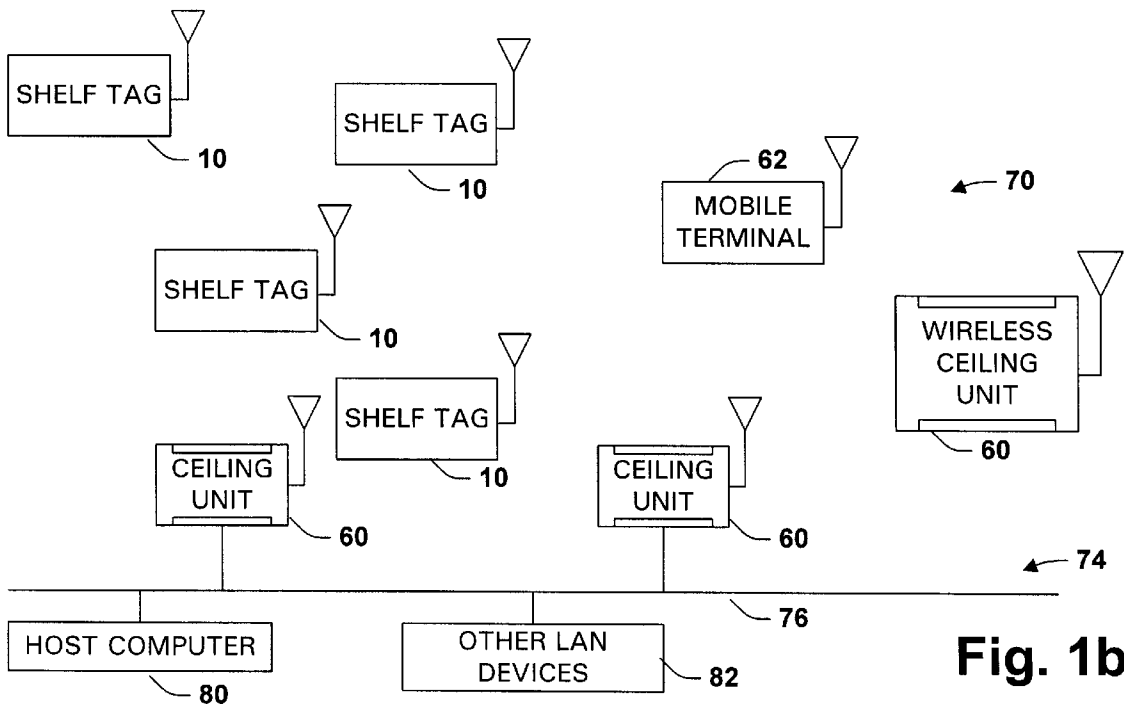 SHELF TAG
10
SHELF TAG
10
62
MOBILE
TERMINAL
70
SHELF TAG
10
WIRELESS
CEILING
UNIT
60
SHELF TAG
10
CEILING
UNIT
60
CEILING
UNIT
60
74
76
HOST COMPUTER
80
OTHER LAN
DEVICES
82
Fig. 1b